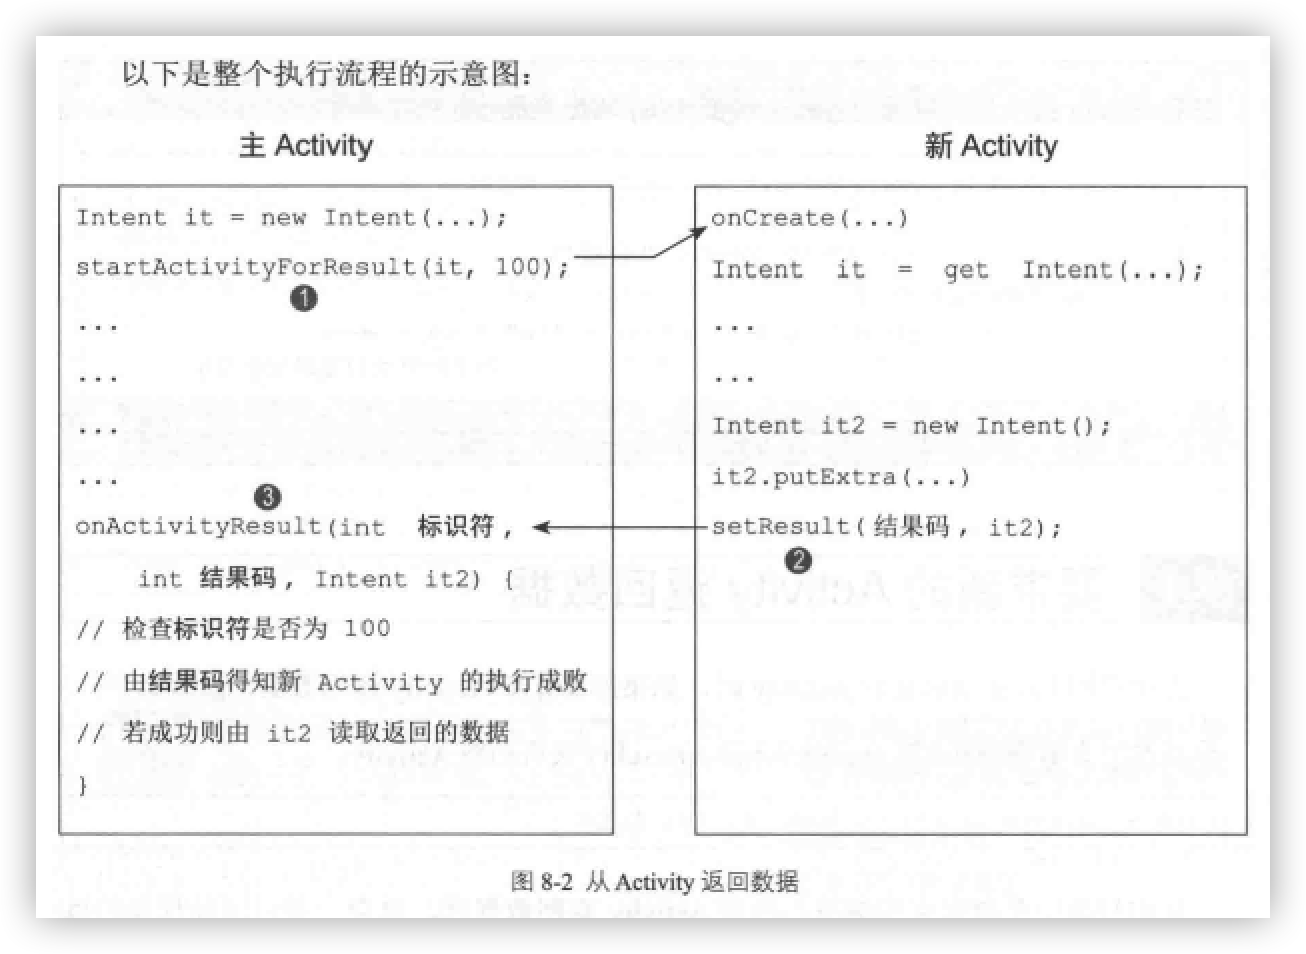 以下是整个执行流程的示意图：
主 Activity
Intent it = new Intent(...);
startActivityForResult(it, 100);
❶
...
...
...
...
❸
onActivityResult(int 标识符,
int 结果码, Intent it2) {
// 检查标识符是否为 100
// 由结果码得知新 Activity 的执行成败
// 若成功则由 it2 读取返回的数据
}
新 Activity
onCreate(...)
Intent it = get Intent(...);
...
...
Intent it2 = new Intent();
it2.putExtra(...)
setResult(结果码, it2);
❷
图 8-2 从 Activity 返回数据